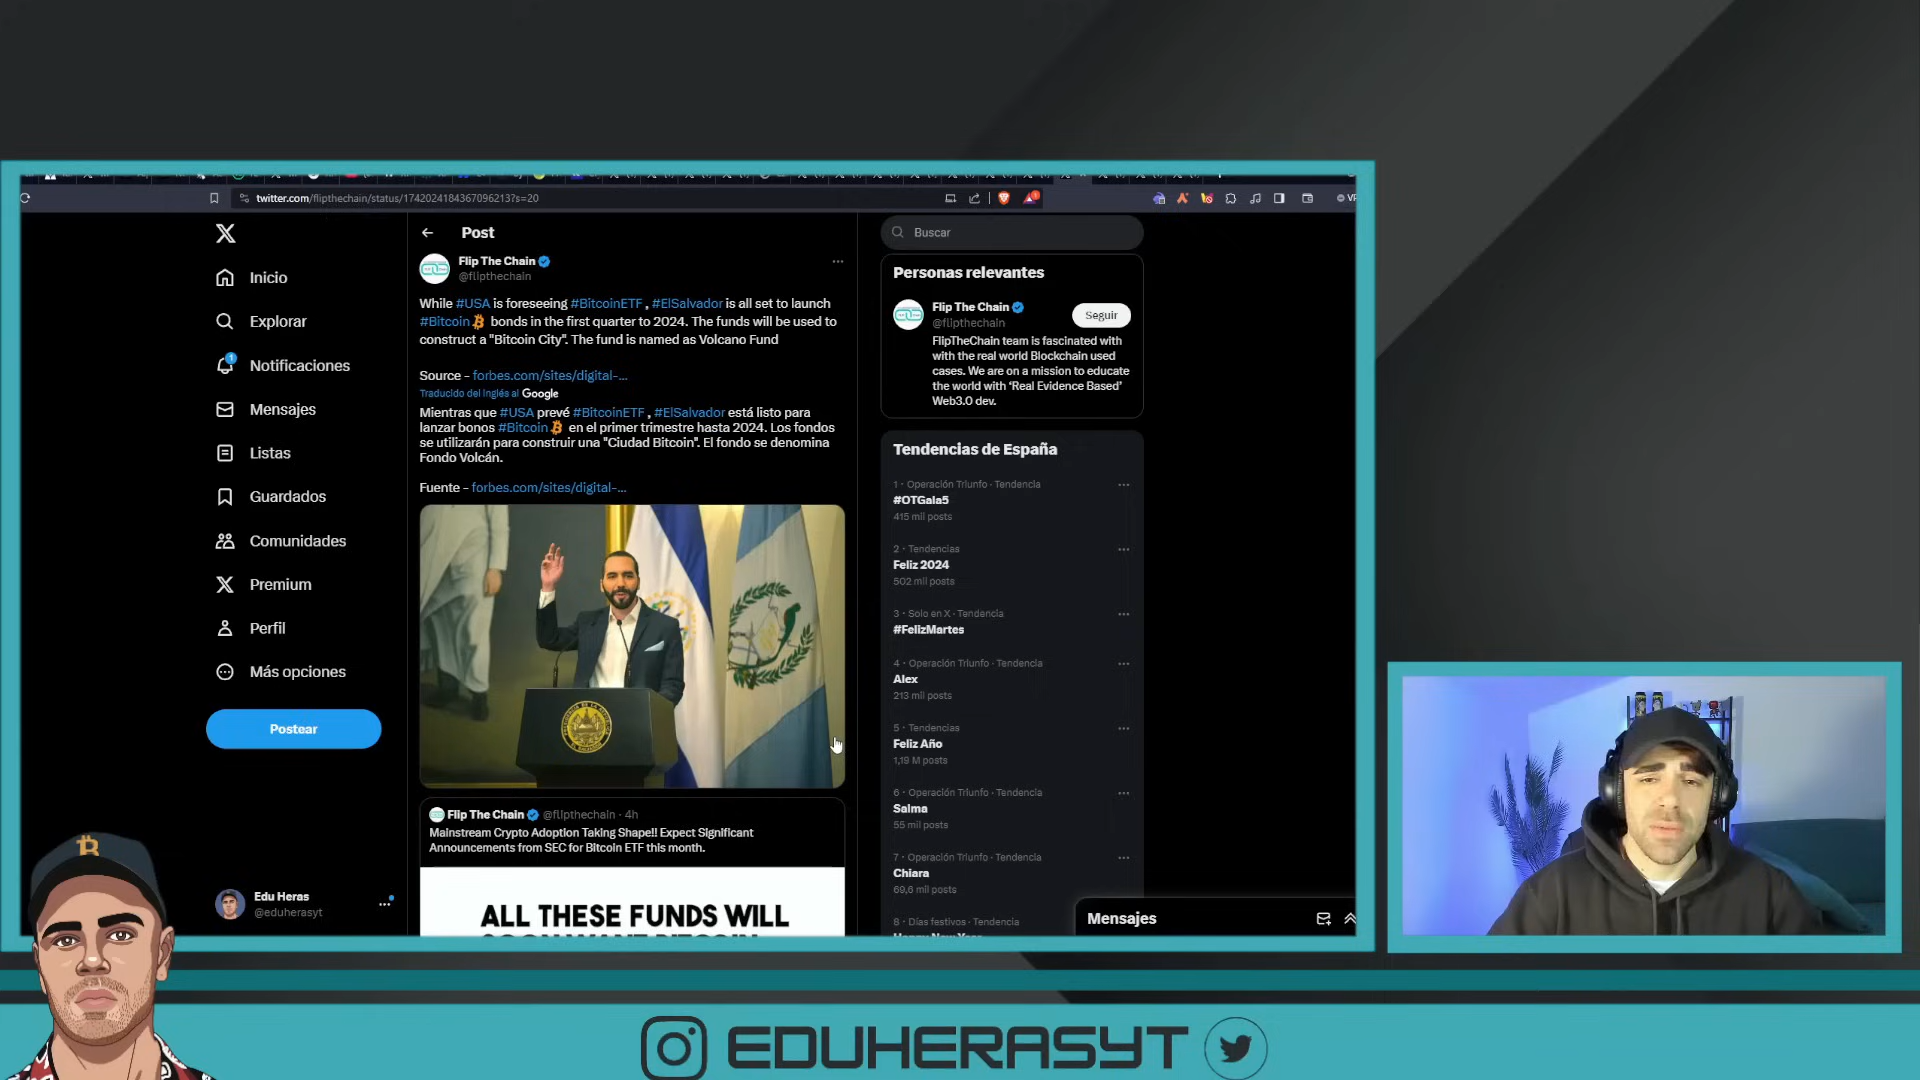 twitter.com/flipthechain/status/1742024184367096213?s=20
VP
Inicio
Explorar
1
Notificaciones
Mensajes
Listas
Guardados
Comunidades
Premium
Perfil
Más opciones
Postear
Edu Heras
@eduherasyt
Post
Flip The Chain
@flipthechain
While #USA is foreseeing #BitcoinETF , #ElSalvador is all set to launch
#Bitcoin bonds in the first quarter to 2024. The funds will be used to
construct a "Bitcoin City". The fund is named as Volcano Fund
Source - forbes.com/sites/digital-...
Traducido del inglés al Google
Mientras que #USA prevé #BitcoinETF , #ElSalvador está listo para
lanzar bonos #Bitcoin en el primer trimestre hasta 2024. Los fondos
se utilizarán para construir una "Ciudad Bitcoin". El fondo se denomina
Fondo Volcán.
Fuente - forbes.com/sites/digital-...
Flip The Chain @flipthechain · 4h
Mainstream Crypto Adoption Taking Shape!! Expect Significant
Announcements from SEC for Bitcoin ETF this month.
ALL THESE FUNDS WILL
SOON WANT BITCOIN
Buscar
Personas relevantes
Flip The Chain
@flipthechain
Seguir
FlipTheChain team is fascinated with
with the real world Blockchain used
cases. We are on a mission to educate
the world with ‘Real Evidence Based’
Web3.0 dev.
Tendencias de España
1 · Operación Triunfo · Tendencia
#OTGala5
415 mil posts
2 · Tendencias
Feliz 2024
502 mil posts
3 · Solo en X · Tendencia
#FelizMartes
4 · Operación Triunfo · Tendencia
Alex
213 mil posts
5 · Tendencias
Feliz Año
1,19 M posts
6 · Operación Triunfo · Tendencia
Salma
55 mil posts
7 · Operación Triunfo · Tendencia
Chiara
69,6 mil posts
8 · Días festivos · Tendencia
Happy New Year
Mensajes
EDUHERASYT